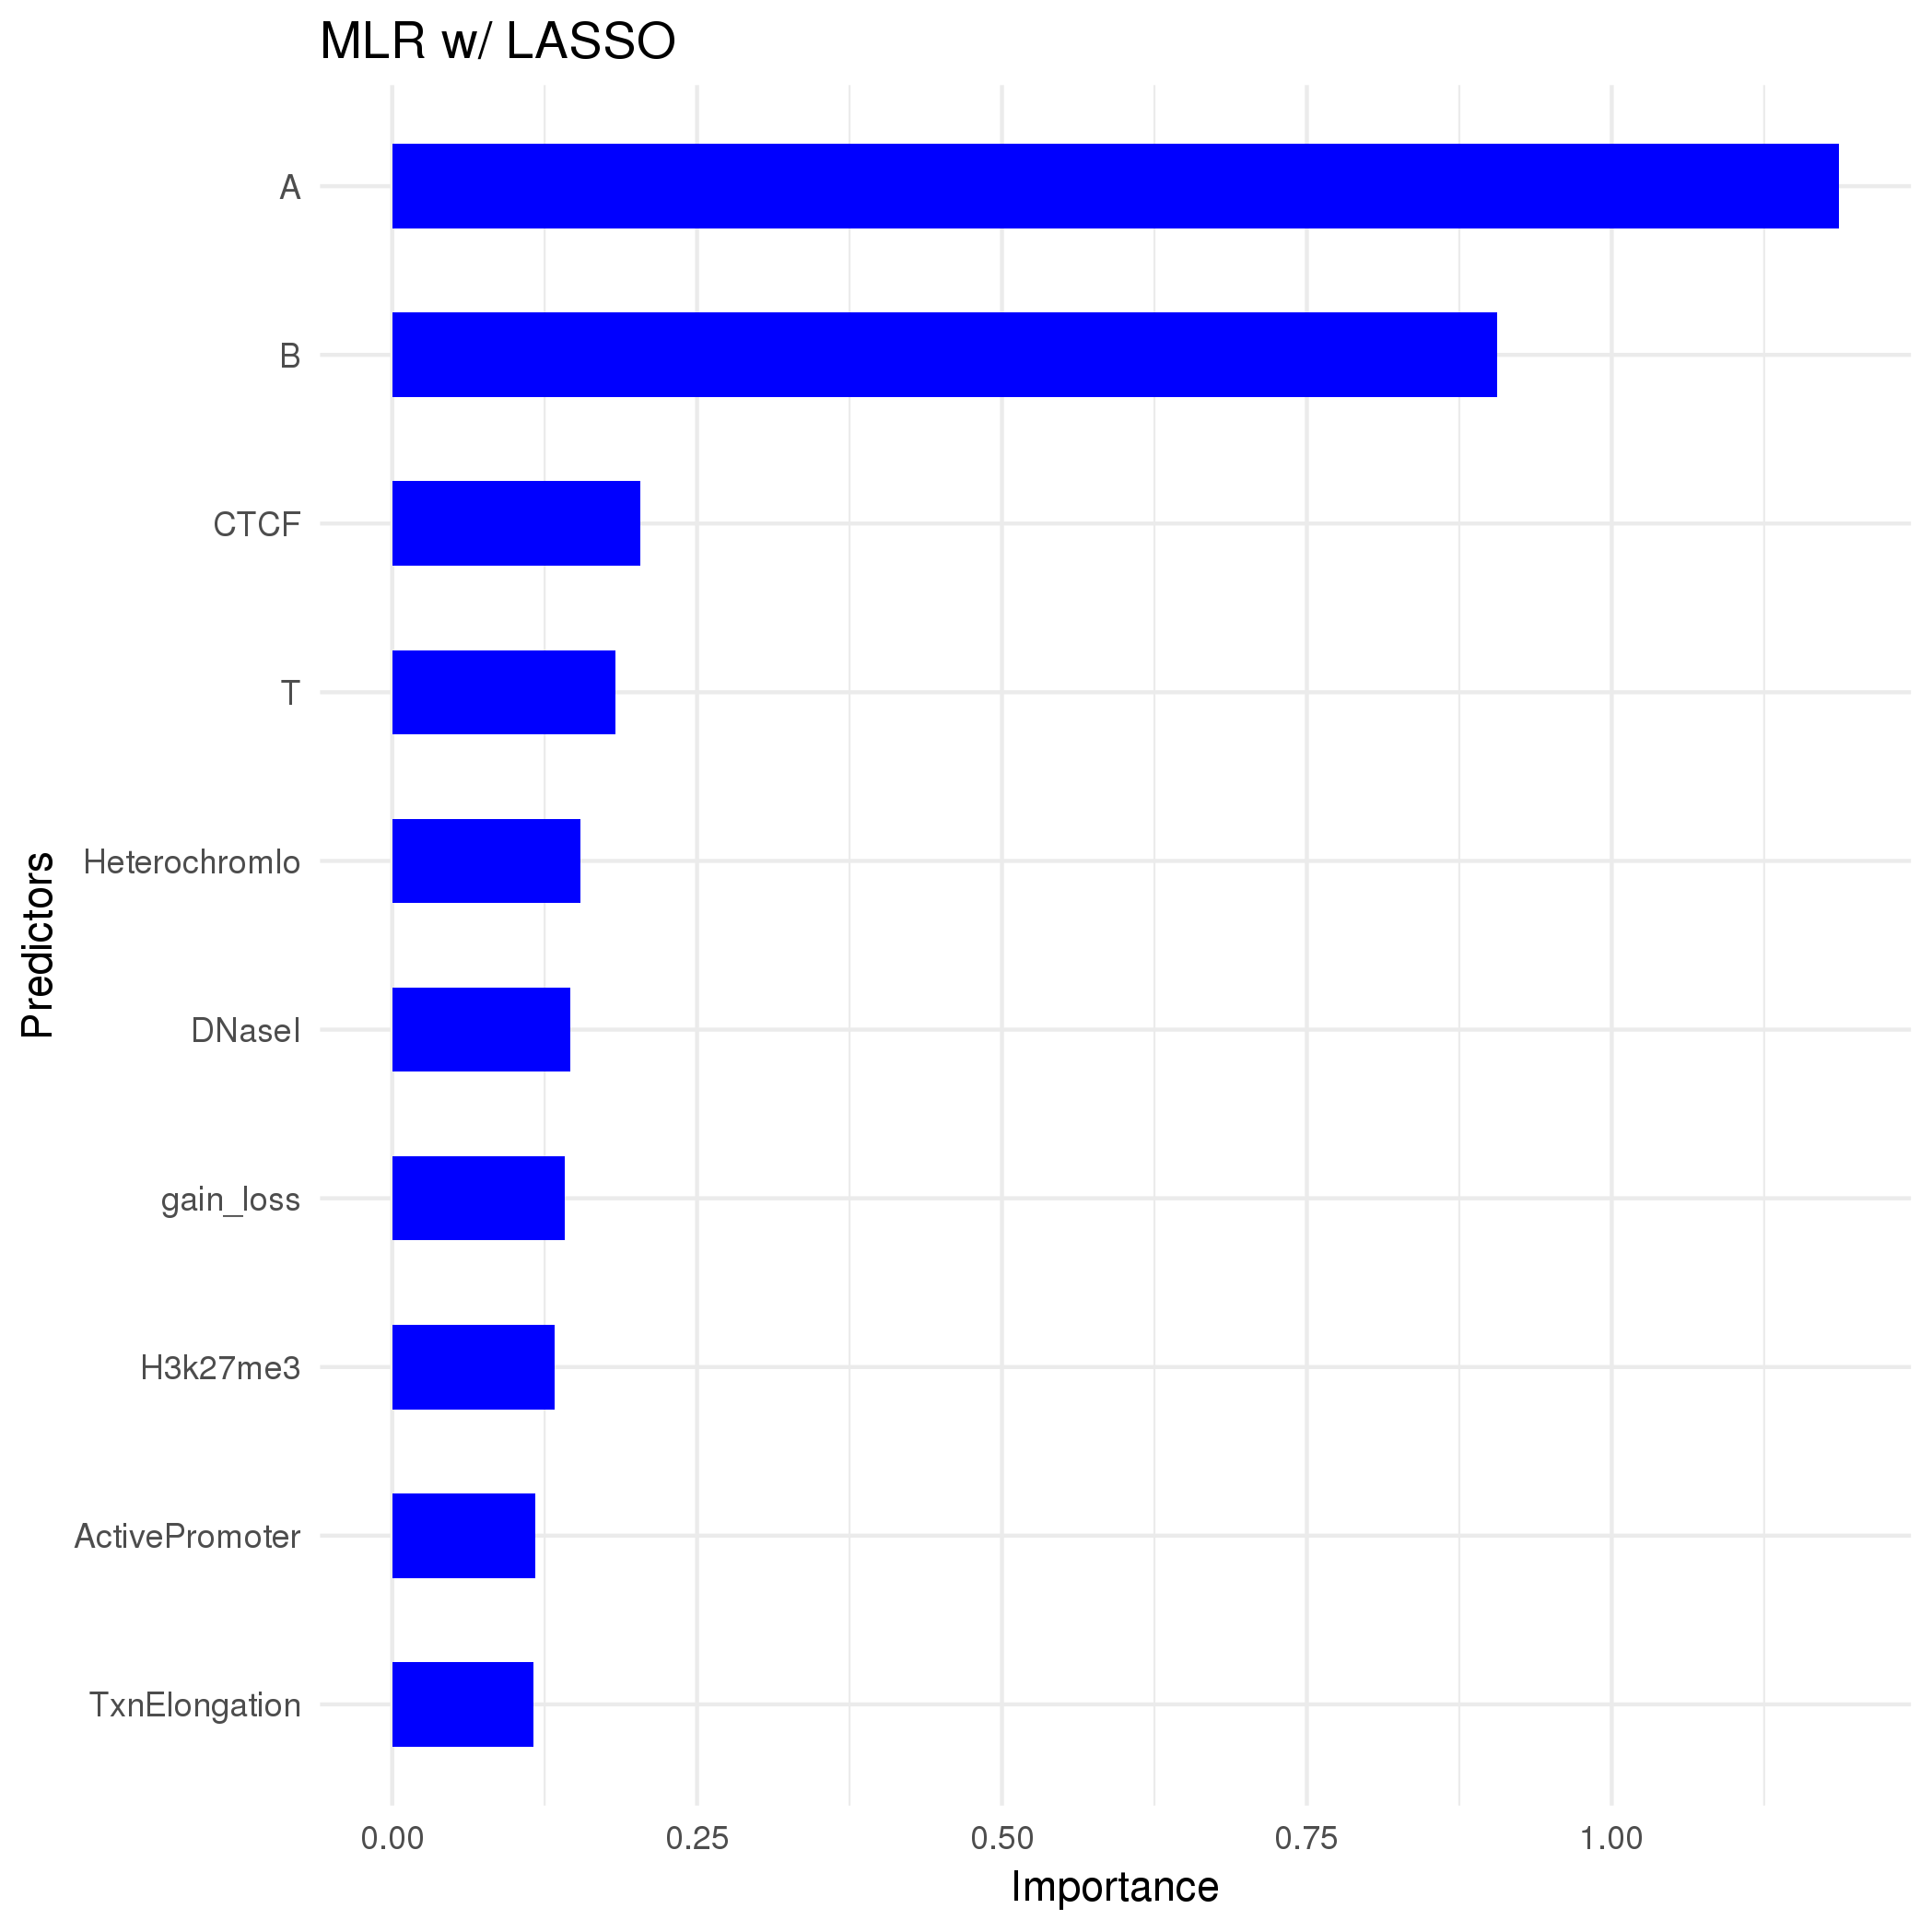 MLR w/ LASSO
A
B
CTCF
T
Heterochromlo
DNaseI
gain_loss
H3k27me3
ActivePromoter
TxnElongation
Predictors
0.00 0.25 0.50 0.75 1.00
Importance